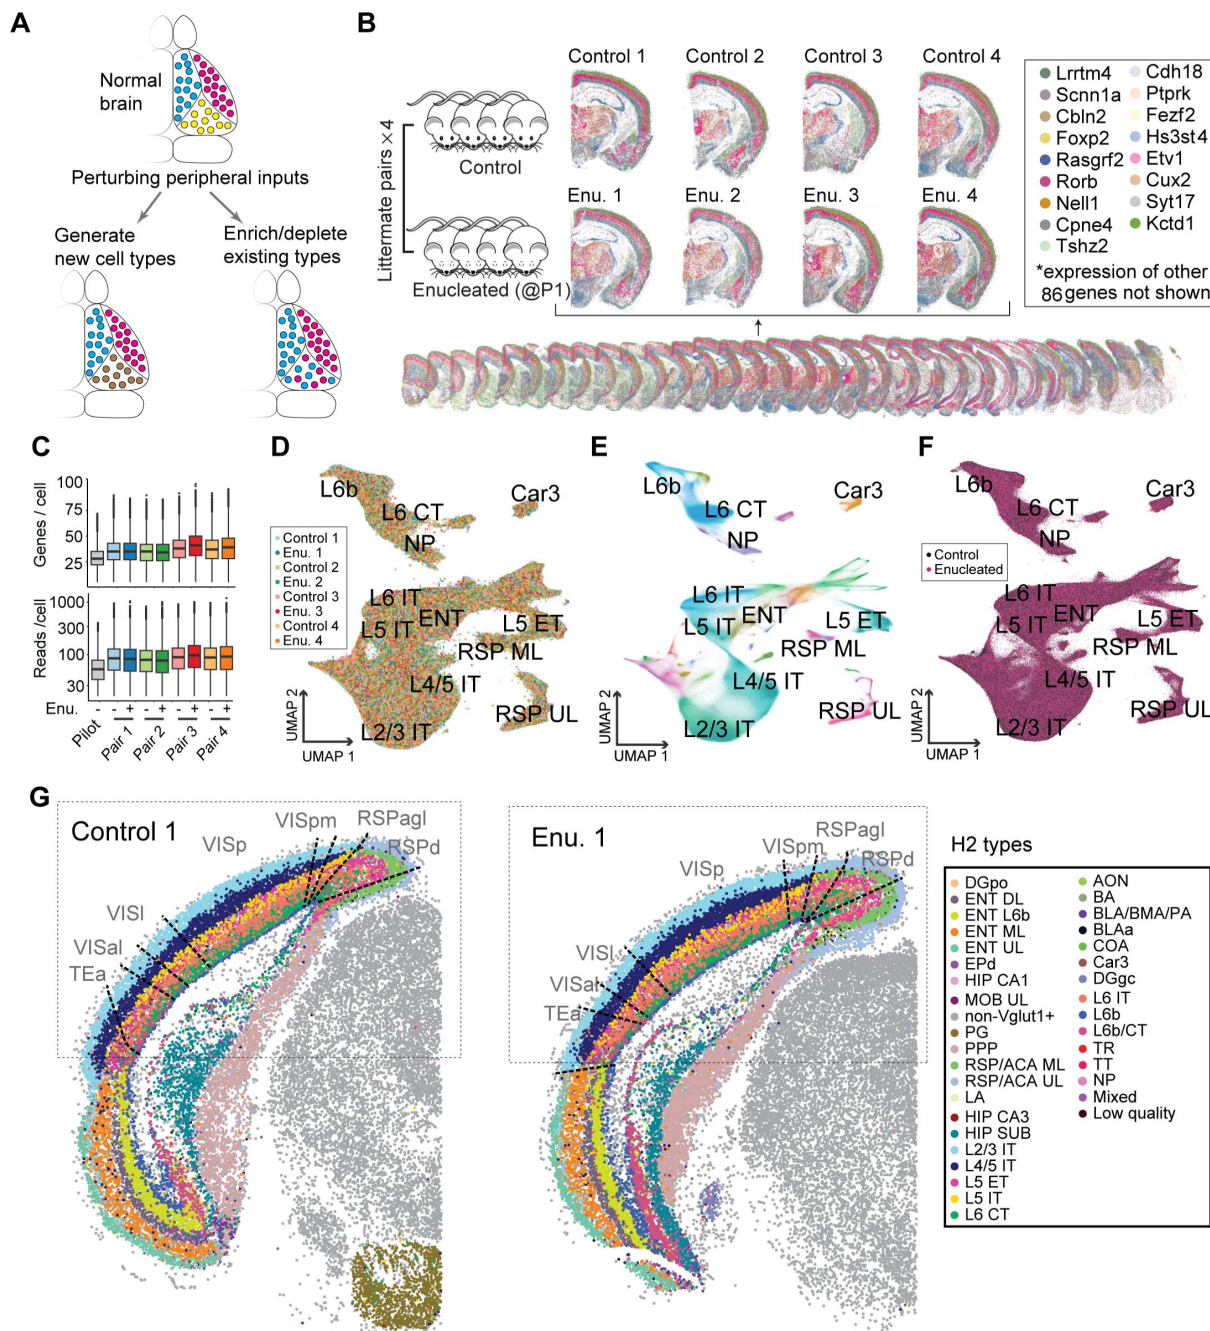 A
Normal
brain
Perturbing peripheral inputs
Generate
new cell types
Enrich/deplete
existing types
B
Littermate pairs ×4
Control
Enucleated (@P1)
Control 1
Control 2
Control 3
Control 4
Enu. 1
Enu. 2
Enu. 3
Enu. 4
Lrrtm4
Scnn1a
Cbln2
Foxp2
Rasgrf2
Rorb
Nell1
Cpne4
Tshz2
Cdh18
Ptprk
Fezf2
Hs3st4
Etv1
Cux2
Syt17
Kctd1
*expression of other
86 genes not shown
C
Genes / cell
100
75
50
25
Reads /cell
1000
300
100
30
Enu. - + - + - + - +
Pilot
Pair 1
Pair 2
Pair 3
Pair 4
D
Control 1
Enu. 1
Control 2
Enu. 2
Control 3
Enu. 3
Control 4
Enu. 4
L6b
L6 CT
NP
Car3
L6 IT
ENT
L5 IT
L5 ET
RSP ML
L4/5 IT
RSP UL
L2/3 IT
UMAP 2
UMAP 1
E
L6b
L6 CT
NP
Car3
L6 IT
ENT
L5 IT
L5 ET
RSP ML
L4/5 IT
RSP UL
L2/3 IT
UMAP 2
UMAP 1
F
Control
Enucleated
L6b
L6 CT
NP
Car3
L6 IT
ENT
L5 IT
L5 ET
RSP ML
L4/5 IT
RSP UL
L2/3 IT
UMAP 2
UMAP 1
G
Control 1
VISp
VISpm
RSPagl
RSPd
VISl
VISal
TEa
Enu. 1
VISp
VISpm
RSPagl
RSPd
VISl
VISal
TEa
H2 types
DGpo
ENT DL
ENT L6b
ENT ML
ENT UL
EPd
HIP CA1
MOB UL
non-Vglut1+
PG
PPP
RSP/ACA ML
RSP/ACA UL
LA
HIP CA3
HIP SUB
L2/3 IT
L4/5 IT
L5 ET
L5 IT
L6 CT
AON
BA
BLA/BMA/PA
BLAa
COA
Car3
DGgc
L6 IT
L6b
L6b/CT
TR
TT
NP
Mixed
Low quality